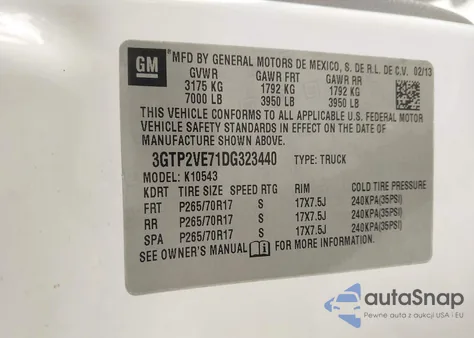 GM
MFD BY GENERAL MOTORS DE MEXICO, S. DE R.L. DE C.V. 02/13
GVWR GAWR FRT GAWR RR
3175 KG 1792 KG 1792 KG
7000 LB 3950 LB 3950 LB
THIS VEHICLE CONFORMS TO ALL APPLICABLE U.S. FEDERAL MOTOR
VEHICLE SAFETY STANDARDS IN EFFECT ON THE DATE OF
MANUFACTURE SHOWN ABOVE.
3GTP2VE71DG323440 TYPE: TRUCK
MODEL: K10543
KDRT TIRE SIZE SPEED RTG RIM COLD TIRE PRESSURE
FRT P265/70R17 S 17X7.5J 240KPA(35PSI)
RR P265/70R17 S 17X7.5J 240KPA(35PSI)
SPA P265/70R17 S 17X7.5J 240KPA(35PSI)
SEE OWNER'S MANUAL i FOR MORE INFORMATION.
autoSnap
Pewne auta z USA i EU